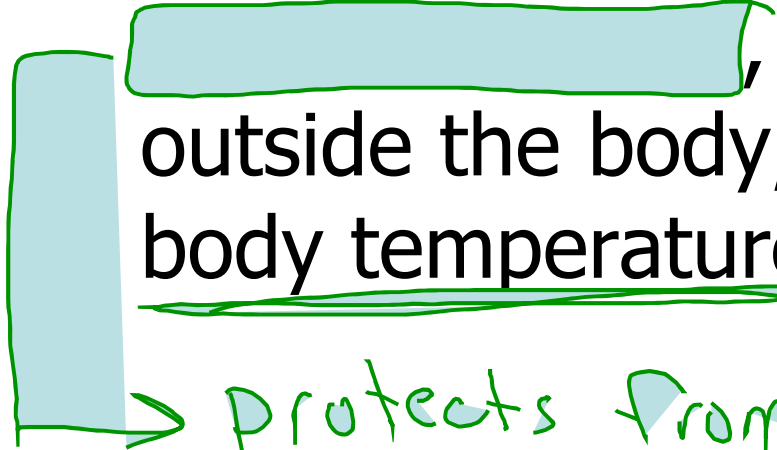 ,
outside the body,
body temperature
protects from